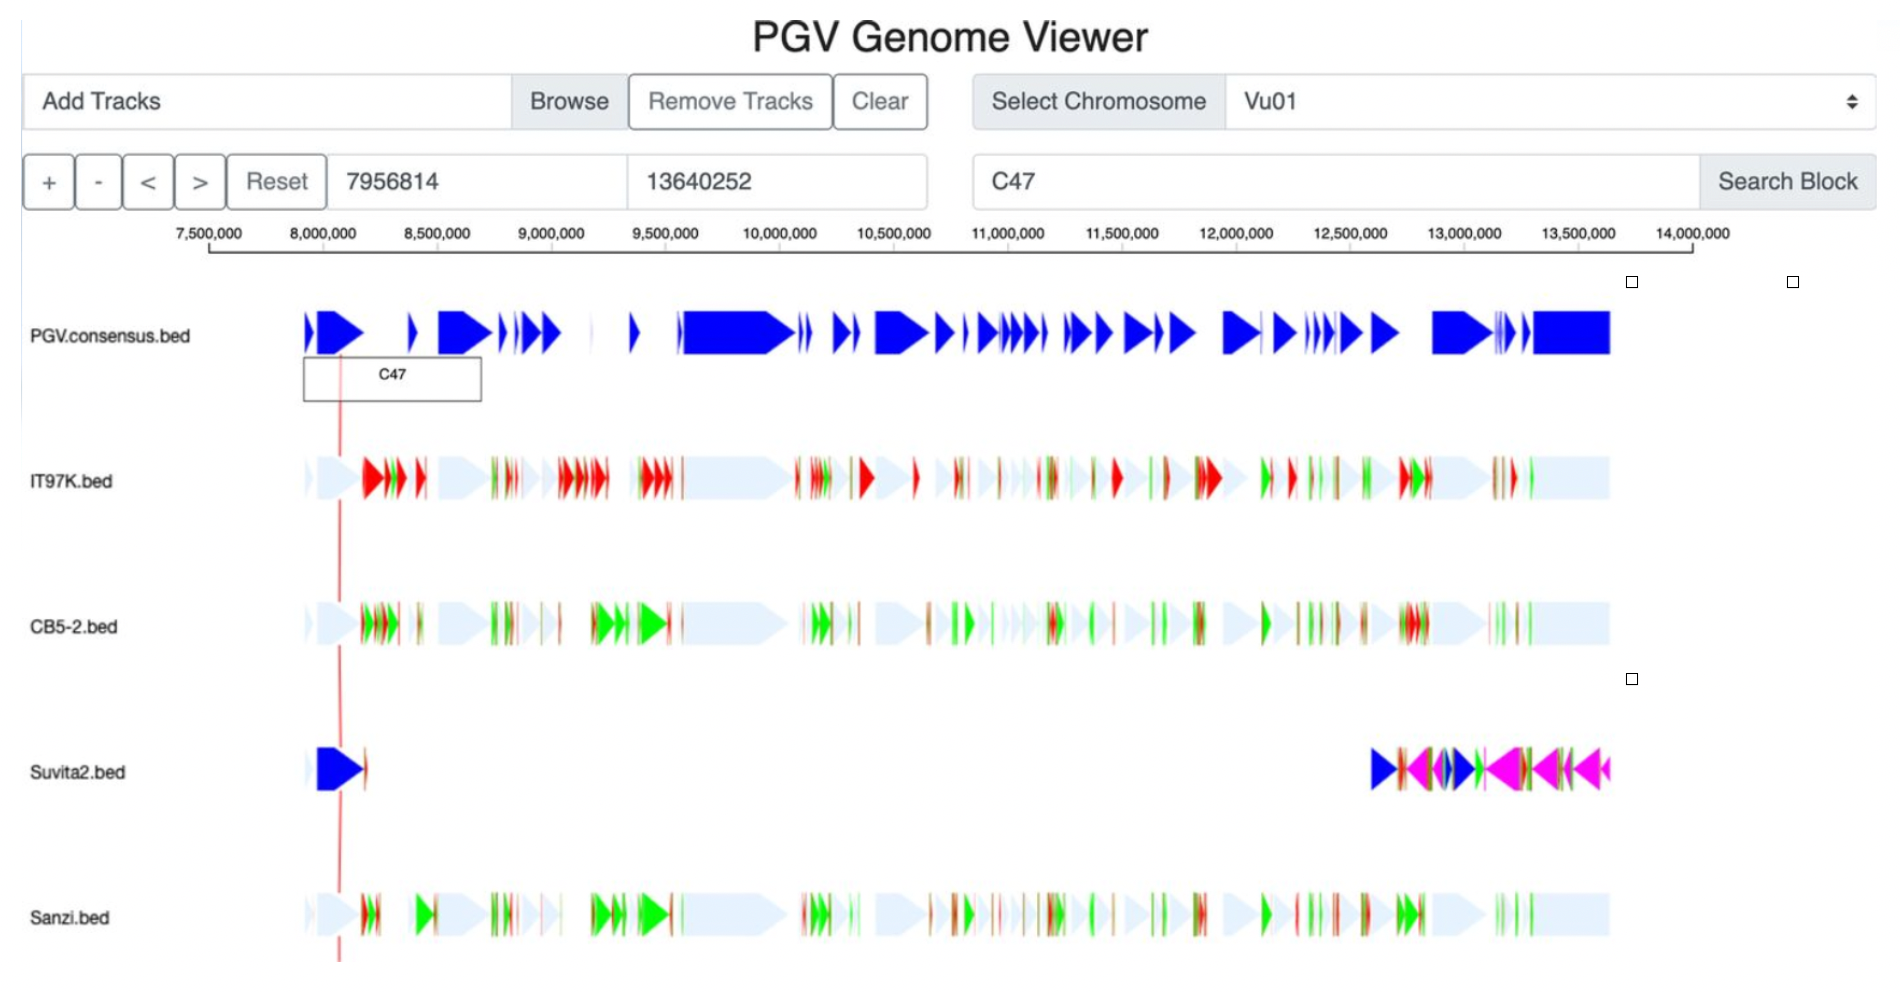 PGV Genome Viewer
Add Tracks Browse Remove Tracks Clear Select Chromosome Vu01
+ - < > Reset 7956814 13640252 C47 Search Block
7,500,000 8,000,000 8,500,000 9,000,000 9,500,000 10,000,000 10,500,000 11,000,000 11,500,000 12,000,000 12,500,000 13,000,000 13,500,000 14,000,000
PGV.consensus.bed
C47
IT97K.bed
CB5-2.bed
Suvita2.bed
Sanzi.bed